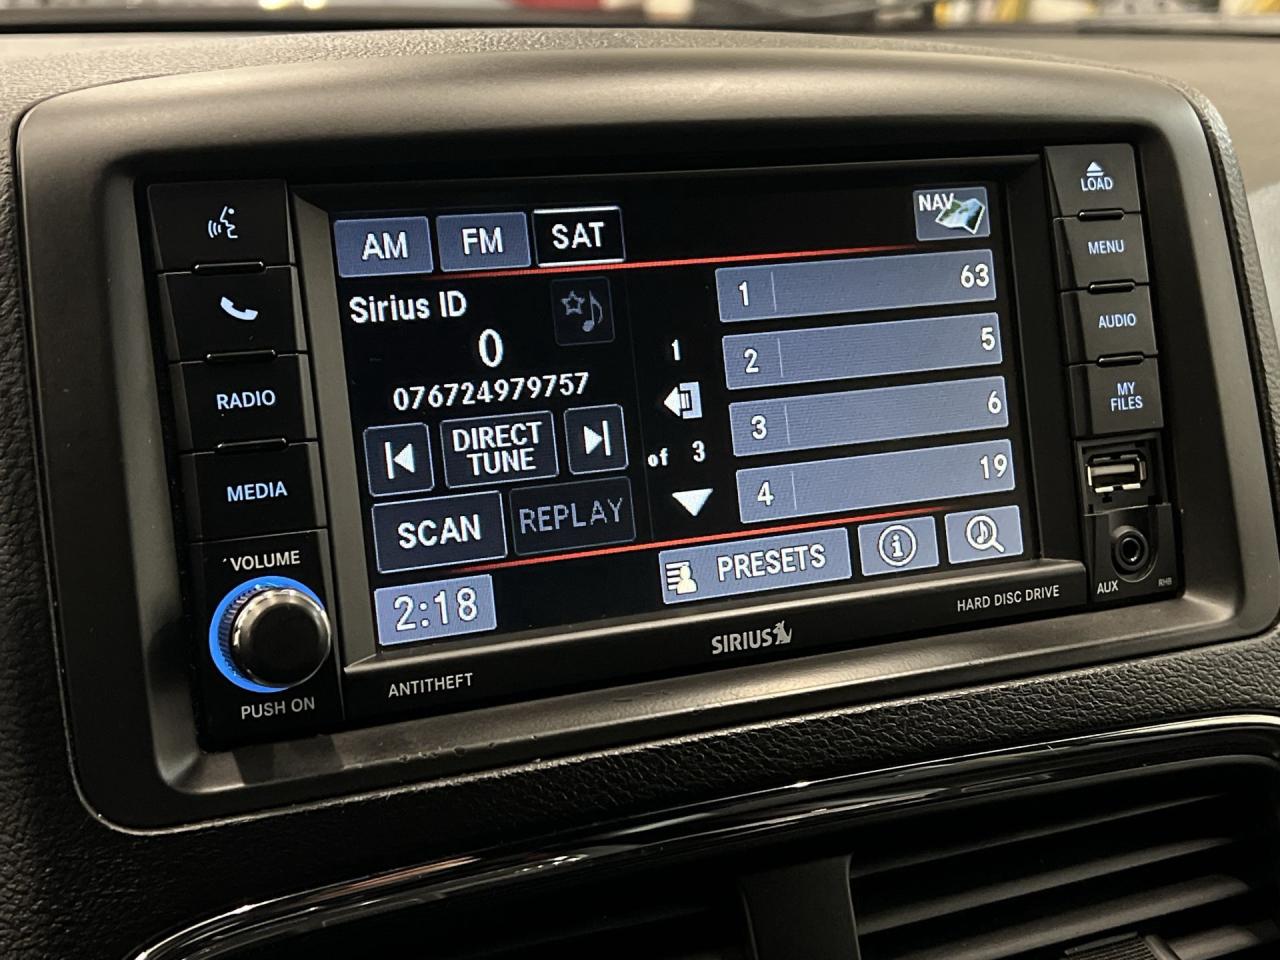 RADIO
MEDIA
VOLUME
PUSH ON
AM FM SAT
NAV
Sirius ID
0
076724979757
DIRECT
TUNE
SCAN REPLAY
2:18
1
of 3
1 63
2 5
3 6
4 19
PRESETS
i
SIRIUS
ANTITHEFT
HARD DISC DRIVE
LOAD
MENU
AUDIO
MY
FILES
AUX
RHB